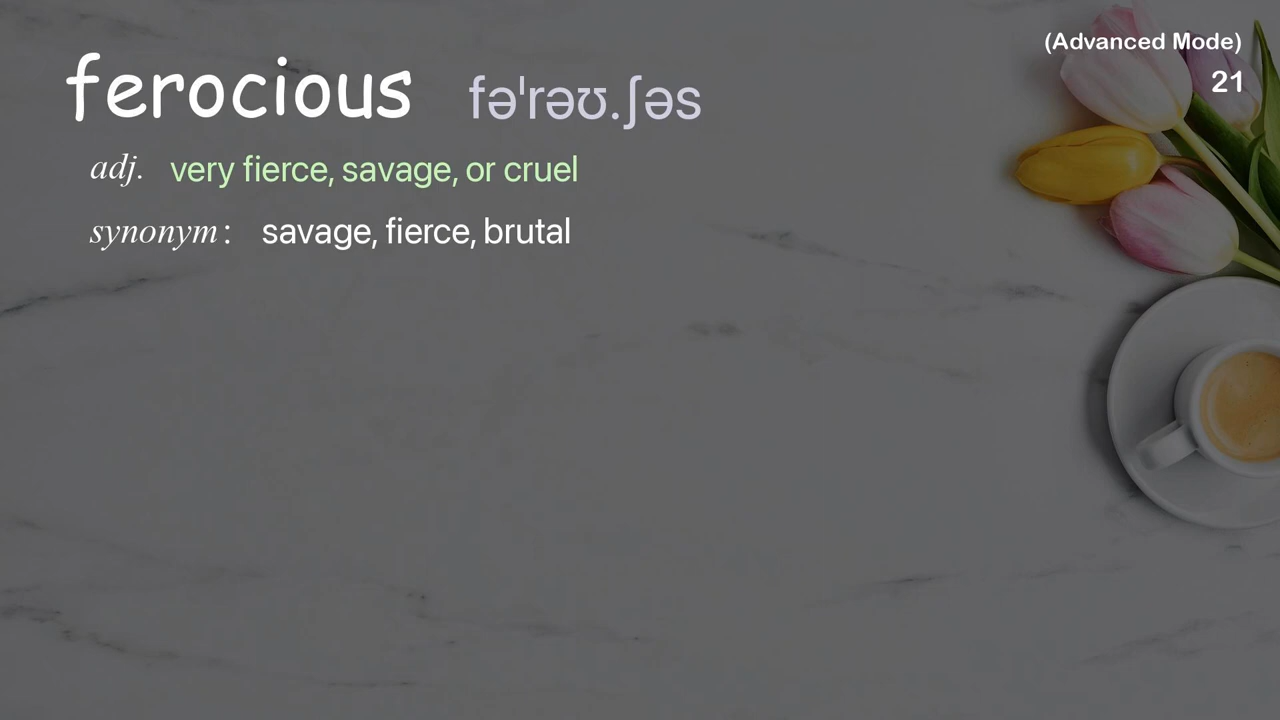 (Advanced Mode)
21
ferocious fəˈrəʊ.ʃəs
adj. very fierce, savage, or cruel
synonym: savage, fierce, brutal